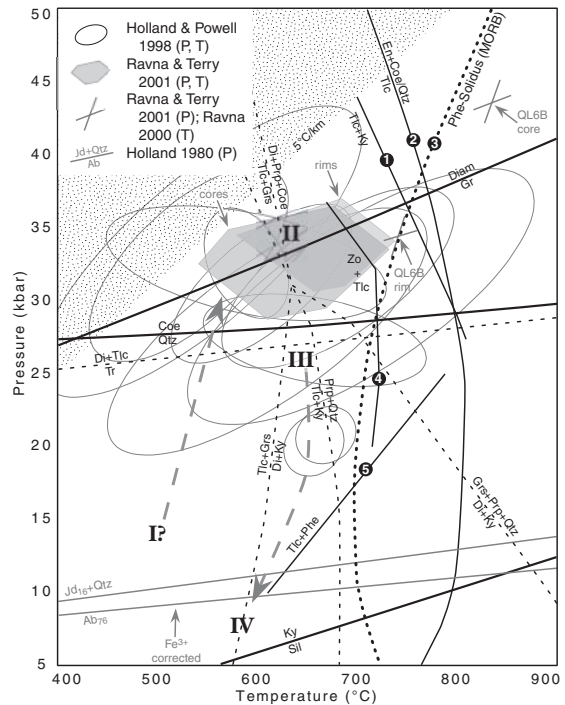 Holland & Powell
1998 (P, T)
Ravna & Terry
2001 (P, T)
Ravna & Terry
2001 (P); Ravna
2000 (T)
Jd+Qtz
Ab
Holland 1980 (P)
50
45
40
35
30
25
20
15
10
5
Pressure (kbar)
400
500
600
700
800
900
Temperature (°C)
5 C/km
Di+Prp+Coe
Tlc+Grs
Tlc+Ky
En+Coe/Qtz
Tlc
Phe-Solidus (MORB)
QL6B
core
1
2
3
rims
cores
Diam
Gr
II
Zo
+
Tlc
QL6B
rim
Coe
Qtz
Di+Tlc
Tr
III
4
Prp+Qtz
Tlc+Ky
Tlc+Grs
Di+Ky
5
Grs+Prp+Qtz
Di+Ky
I?
Tlc+Phe
Jd16+Qtz
Ab76
Fe3+
corrected
IV
Ky
Sil